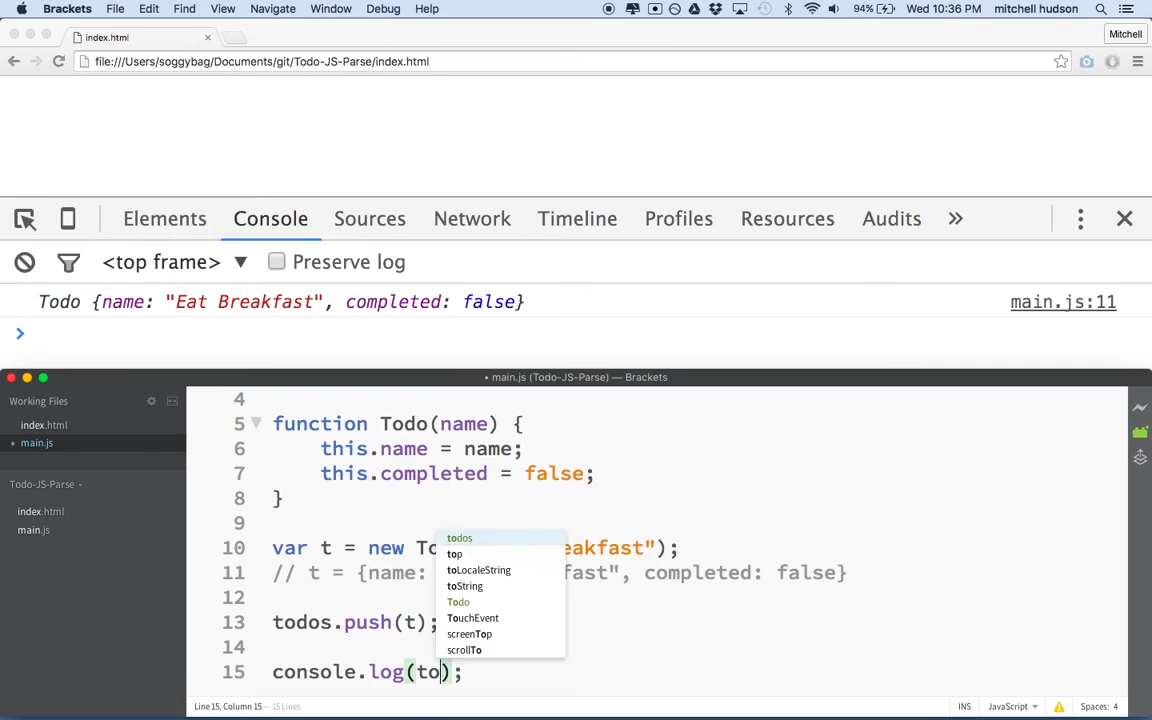 Brackets File Edit View Navigate Window Debug Help 94% Wed 10:36 PM mitchell hudson
index.html Mitchell
file:///Users/soggybag/Documents/git/Todo-JS-Parse/index.html
Elements Console Sources Network Timeline Profiles Resources Audits »
<top frame> ▼ Preserve log
Todo {name: "Eat Breakfast", completed: false} main.js:11
>
• main.js (Todo-JS-Parse) — Brackets
Working Files
index.html
• main.js
Todo-JS-Parse
index.html
main.js
4
5 function Todo(name) {
6 this.name = name;
7 this.completed = false;
8 }
9
10 var t = new To eakfast");
11 // t = {name: fast", completed: false}
12
13 todos.push(t);
14
15 console.log(to);
todos
top
toLocaleString
toString
Todo
TouchEvent
screenTop
scrollTo
Line 15, Column 15 — 15 Lines INS JavaScript Spaces: 4